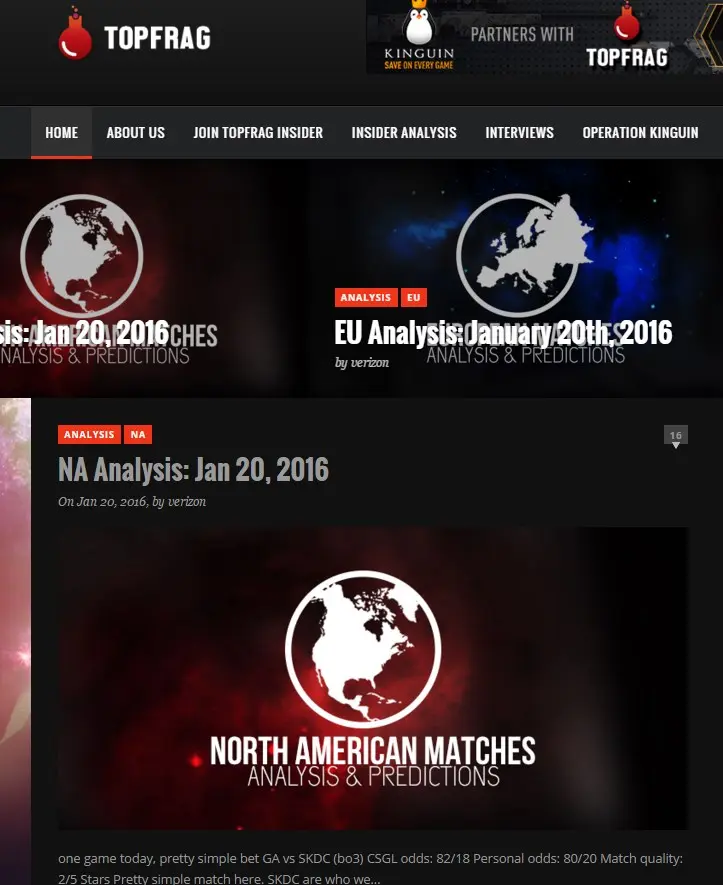 TOPFRAG
KINGUIN
SAVE ON EVERY GAME
PARTNERS WITH
TOPFRAG
HOME ABOUT US JOIN TOPFRAG INSIDER INSIDER ANALYSIS INTERVIEWS OPERATION KINGUIN
ANALYSIS EU
sis: Jan 20, 2016
MATCHES
ANALYSIS & PREDICTIONS
EU Analysis: January 20th, 2016
ANALYSIS & PREDICTIONS
by verizon
ANALYSIS NA
16
NA Analysis: Jan 20, 2016
On Jan 20, 2016, by verizon
NORTH AMERICAN MATCHES
ANALYSIS & PREDICTIONS
one game today, pretty simple bet GA vs SKDC (bo3) CSGL odds: 82/18 Personal odds: 80/20 Match quality:
2/5 Stars Pretty simple match here. SKDC are who we...